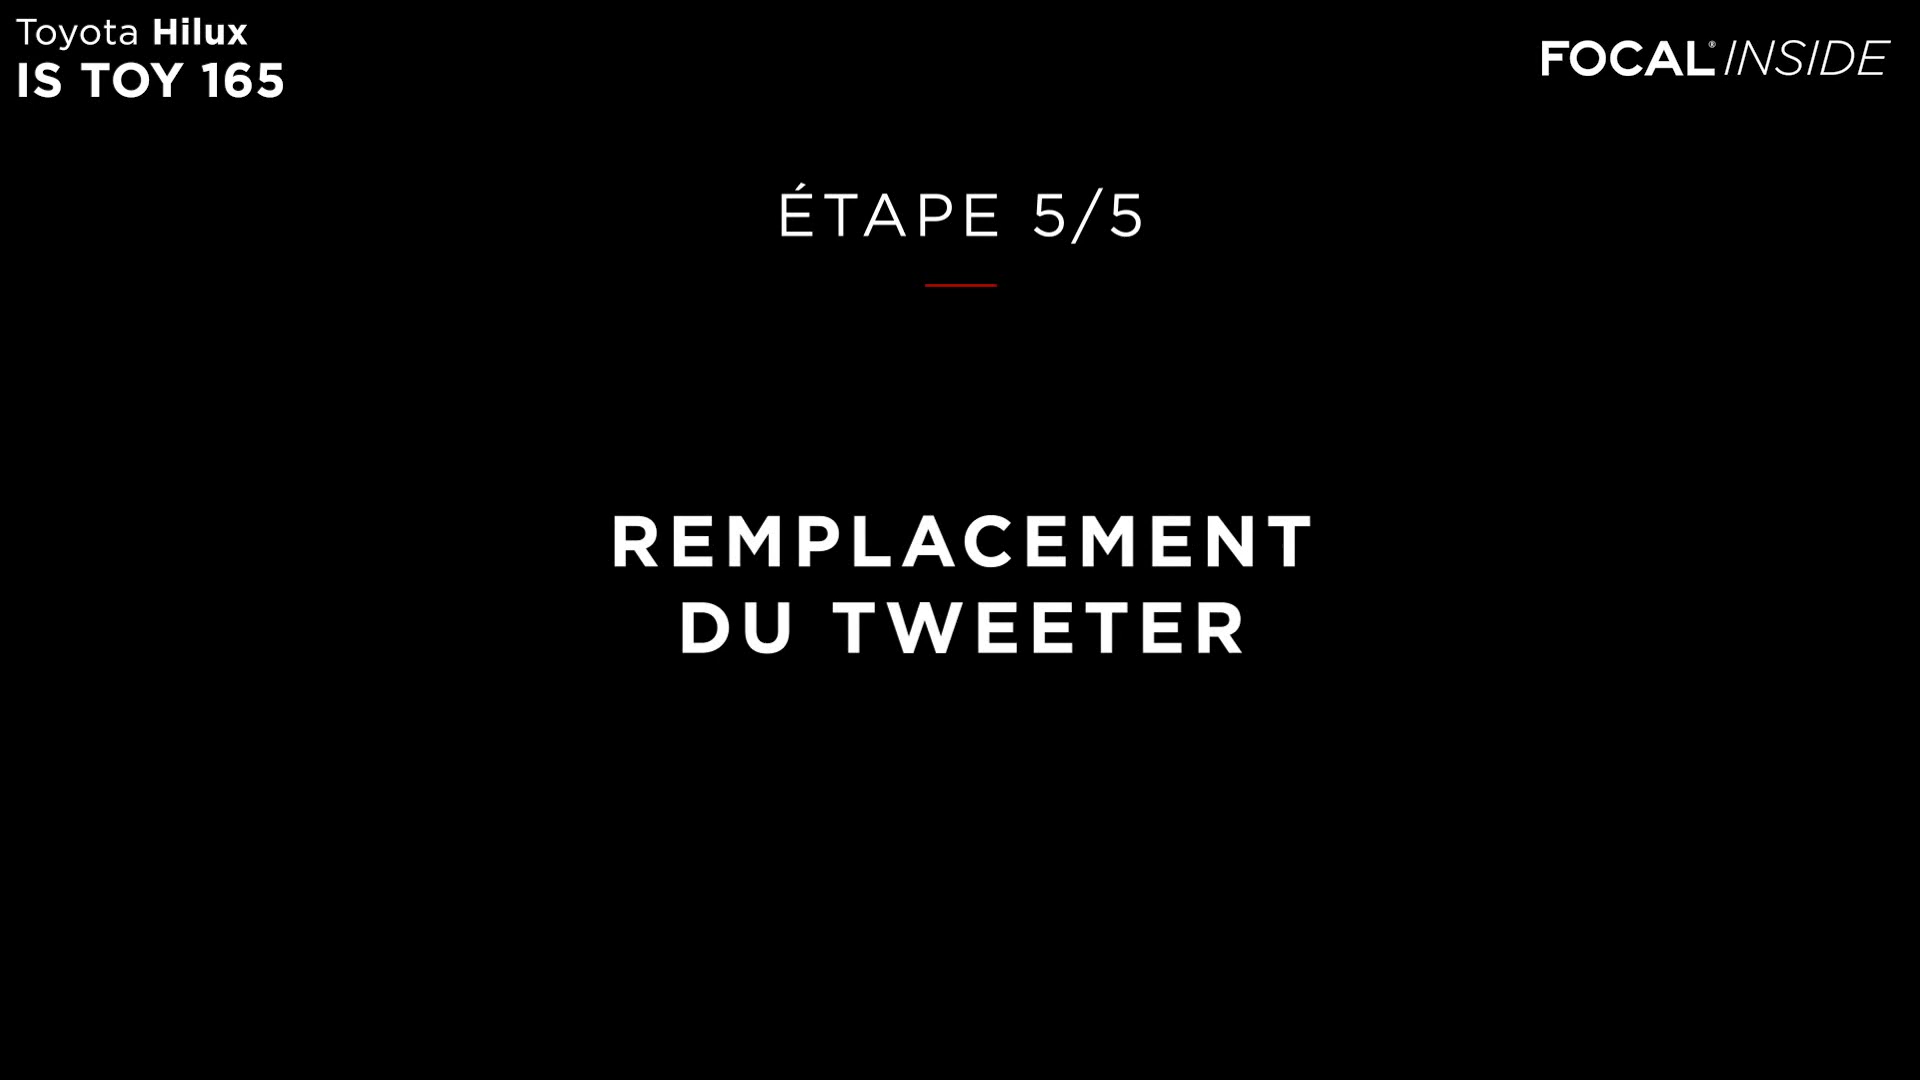 Toyota Hilux
IS TOY 165
FOCAL® INSIDE
ÉTAPE 5/5
REMPLACEMENT
DU TWEETER